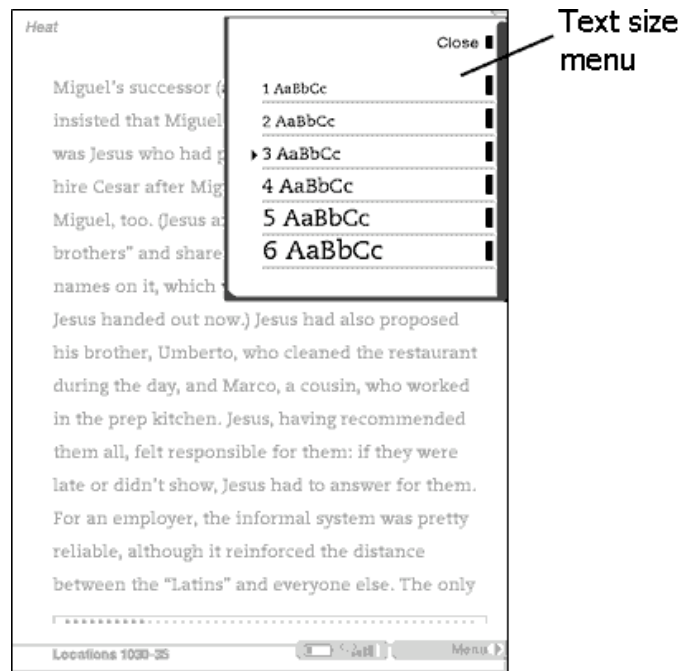 Heat
Close
Text size
menu
1 AaBbCc
2 AaBbCc
3 AaBbCc
4 AaBbCc
5 AaBbCc
6 AaBbCc
Miguel's successor (
insisted that Miguel
was Jesus who had p
hire Cesar after Mig
Miguel, too. (Jesus a
brothers" and share
names on it, which
Jesus handed out now.) Jesus had also proposed
his brother, Umberto, who cleaned the restaurant
during the day, and Marco, a cousin, who worked
in the prep kitchen. Jesus, having recommended
them all, felt responsible for them: if they were
late or didn't show, Jesus had to answer for them.
For an employer, the informal system was pretty
reliable, although it reinforced the distance
between the "Latins" and everyone else. The only
Locations 1030-35
Menu